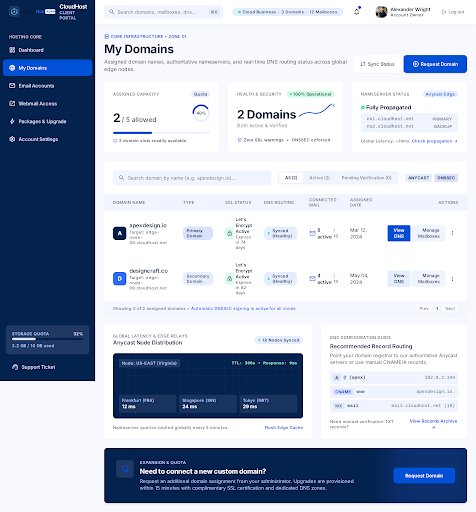 CloudHost
CLIENT
PORTAL
HOSTING CORE
Dashboard
My Domains
Email Accounts
Webmail Access
Packages & Upgrade
Account Settings
STORAGE QUOTA 32%
3.2 GB / 10 GB used
Support Ticket
Search domains, mailboxes, dns... ⌘K
Cloud Business · 3 Domains · 12 Mailboxes
Alexander Wright
Account Owner
Log out
CORE INFRASTRUCTURE • ZONE 01
My Domains
Assigned domain names, authoritative nameservers, and real-time DNS routing status across global
edge nodes.
Sync Status
Request Domain
ASSIGNED CAPACITY Quota
2 / 5 allowed
40%
3 domain slots readily available
HEALTH & SECURITY 100% Operational
2 Domains
Both Active & Verified
Zero SSL warnings • DNSSEC enforced
NAMESERVER STATUS Anycast Edge
Fully Propagated
ns1.cloudhost.net PRIMARY
ns2.cloudhost.net BACKUP
Global Latency: ~14ms Check propagation →
Search domain by name (e.g. apexdesign.io)...
All (2) Active (2) Pending Verification (0)
ANYCAST DNSSEC
DOMAIN NAME TYPE SSL STATUS DNS ROUTING CONNECTED MAIL ASSIGNED DATE ACTIONS
apexdesign.io
Target: edge-
09.cloudhost.net
Primary
Domain
Let's
Encrypt
Active
Expires
in 74
days
Synced
(Healthy)
active
Mar 12,
2024
View
DNS
Manage
Mailboxes
designcraft.co
Target: edge-
09.cloudhost.net
Secondary
Domain
Let's
Encrypt
Active
Expires
in 82
days
Synced
(Healthy)
active
May 04,
2024
View
DNS
Manage
Mailboxes
Showing 2 of 2 assigned domains • Automatic DNSSEC signing is active for all zones
Prev 1 Next
GLOBAL LATENCY & EDGE RELAYS
Anycast Node Distribution
Node: US-EAST (Virginia)
TTL: 300s • Response: 9ms
Frankfurt (FRA)
12 ms
Singapore (SIN)
24 ms
Tokyo (NRT)
29 ms
Nameserver queries cached globally every 5 minutes.
Flush Edge Cache
DNS CONFIGURATION GUIDE
Recommended Record Routing
Point your domain registrar to our authoritative Anycast
servers or use manual CNAME/A records.
A @ (apex) 192.0.2.144
CNAME www apexdesign.io.
MX mail mail.cloudhost.net (10)
Need manual verification TXT
records?
View Records Archive
→
EXPANSION & QUOTA
Need to connect a new custom domain?
Request an additional domain assignment from your administrator. Upgrades are provisioned
within 15 minutes with complimentary SSL certification and dedicated DNS zones.
Request Domain